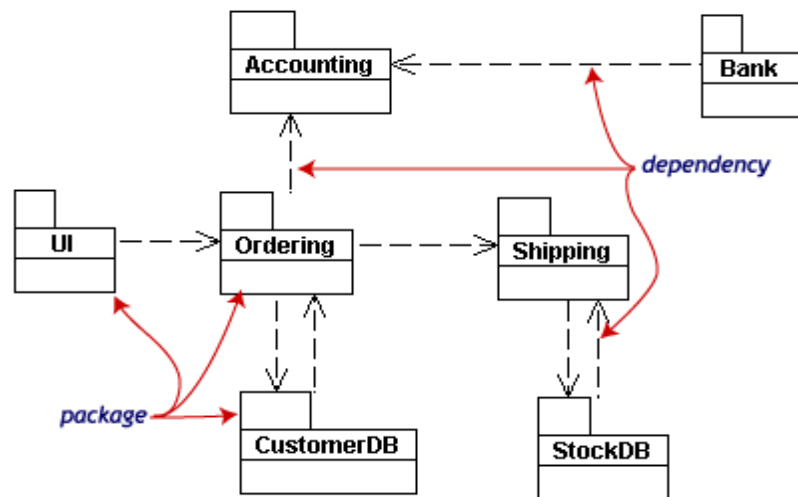 Accounting
Bank
dependency
UI
Ordering
Shipping
package
CustomerDB
StockDB